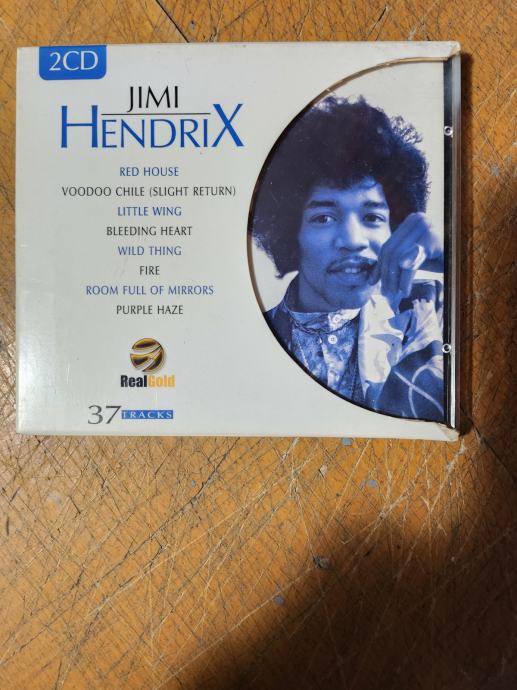 2CD
JIMI
HENDRIX
RED HOUSE
VOODOO CHILE (SLIGHT RETURN)
LITTLE WING
BLEEDING HEART
WILD THING
FIRE
ROOM FULL OF MIRRORS
PURPLE HAZE
RealGold
37 TRACKS